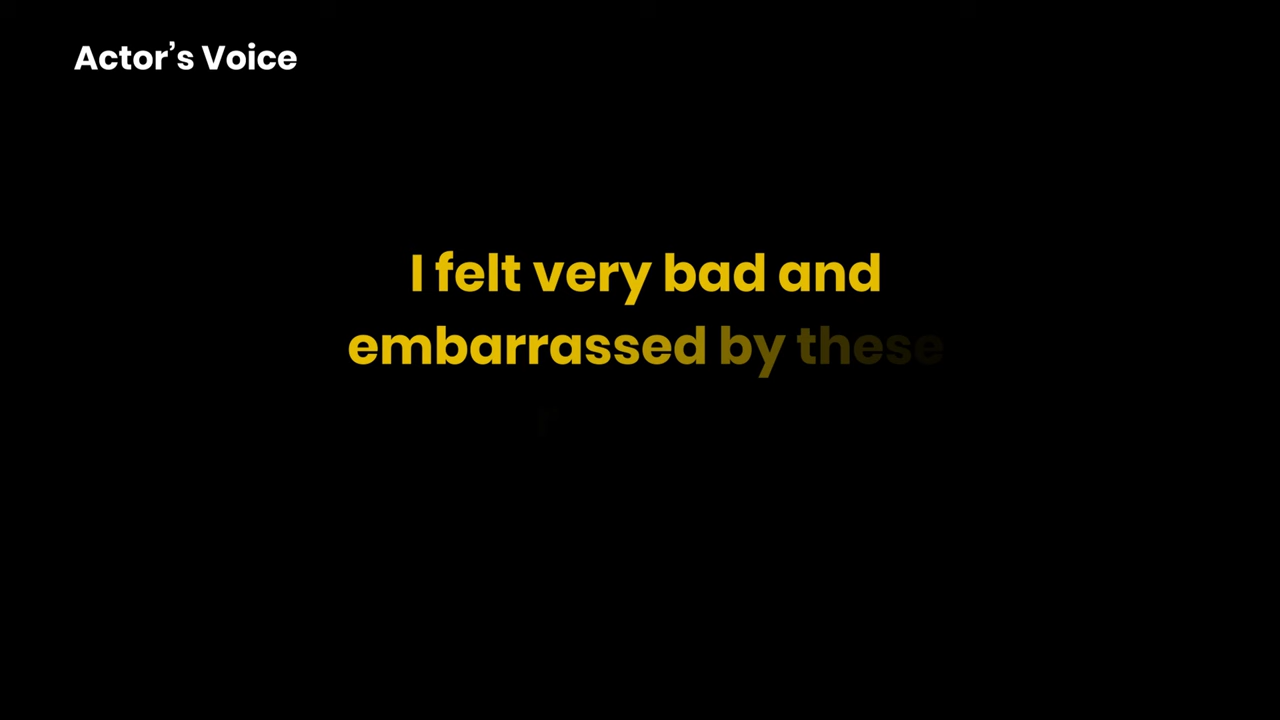 Actor’s Voice
I felt very bad and
embarrassed by these